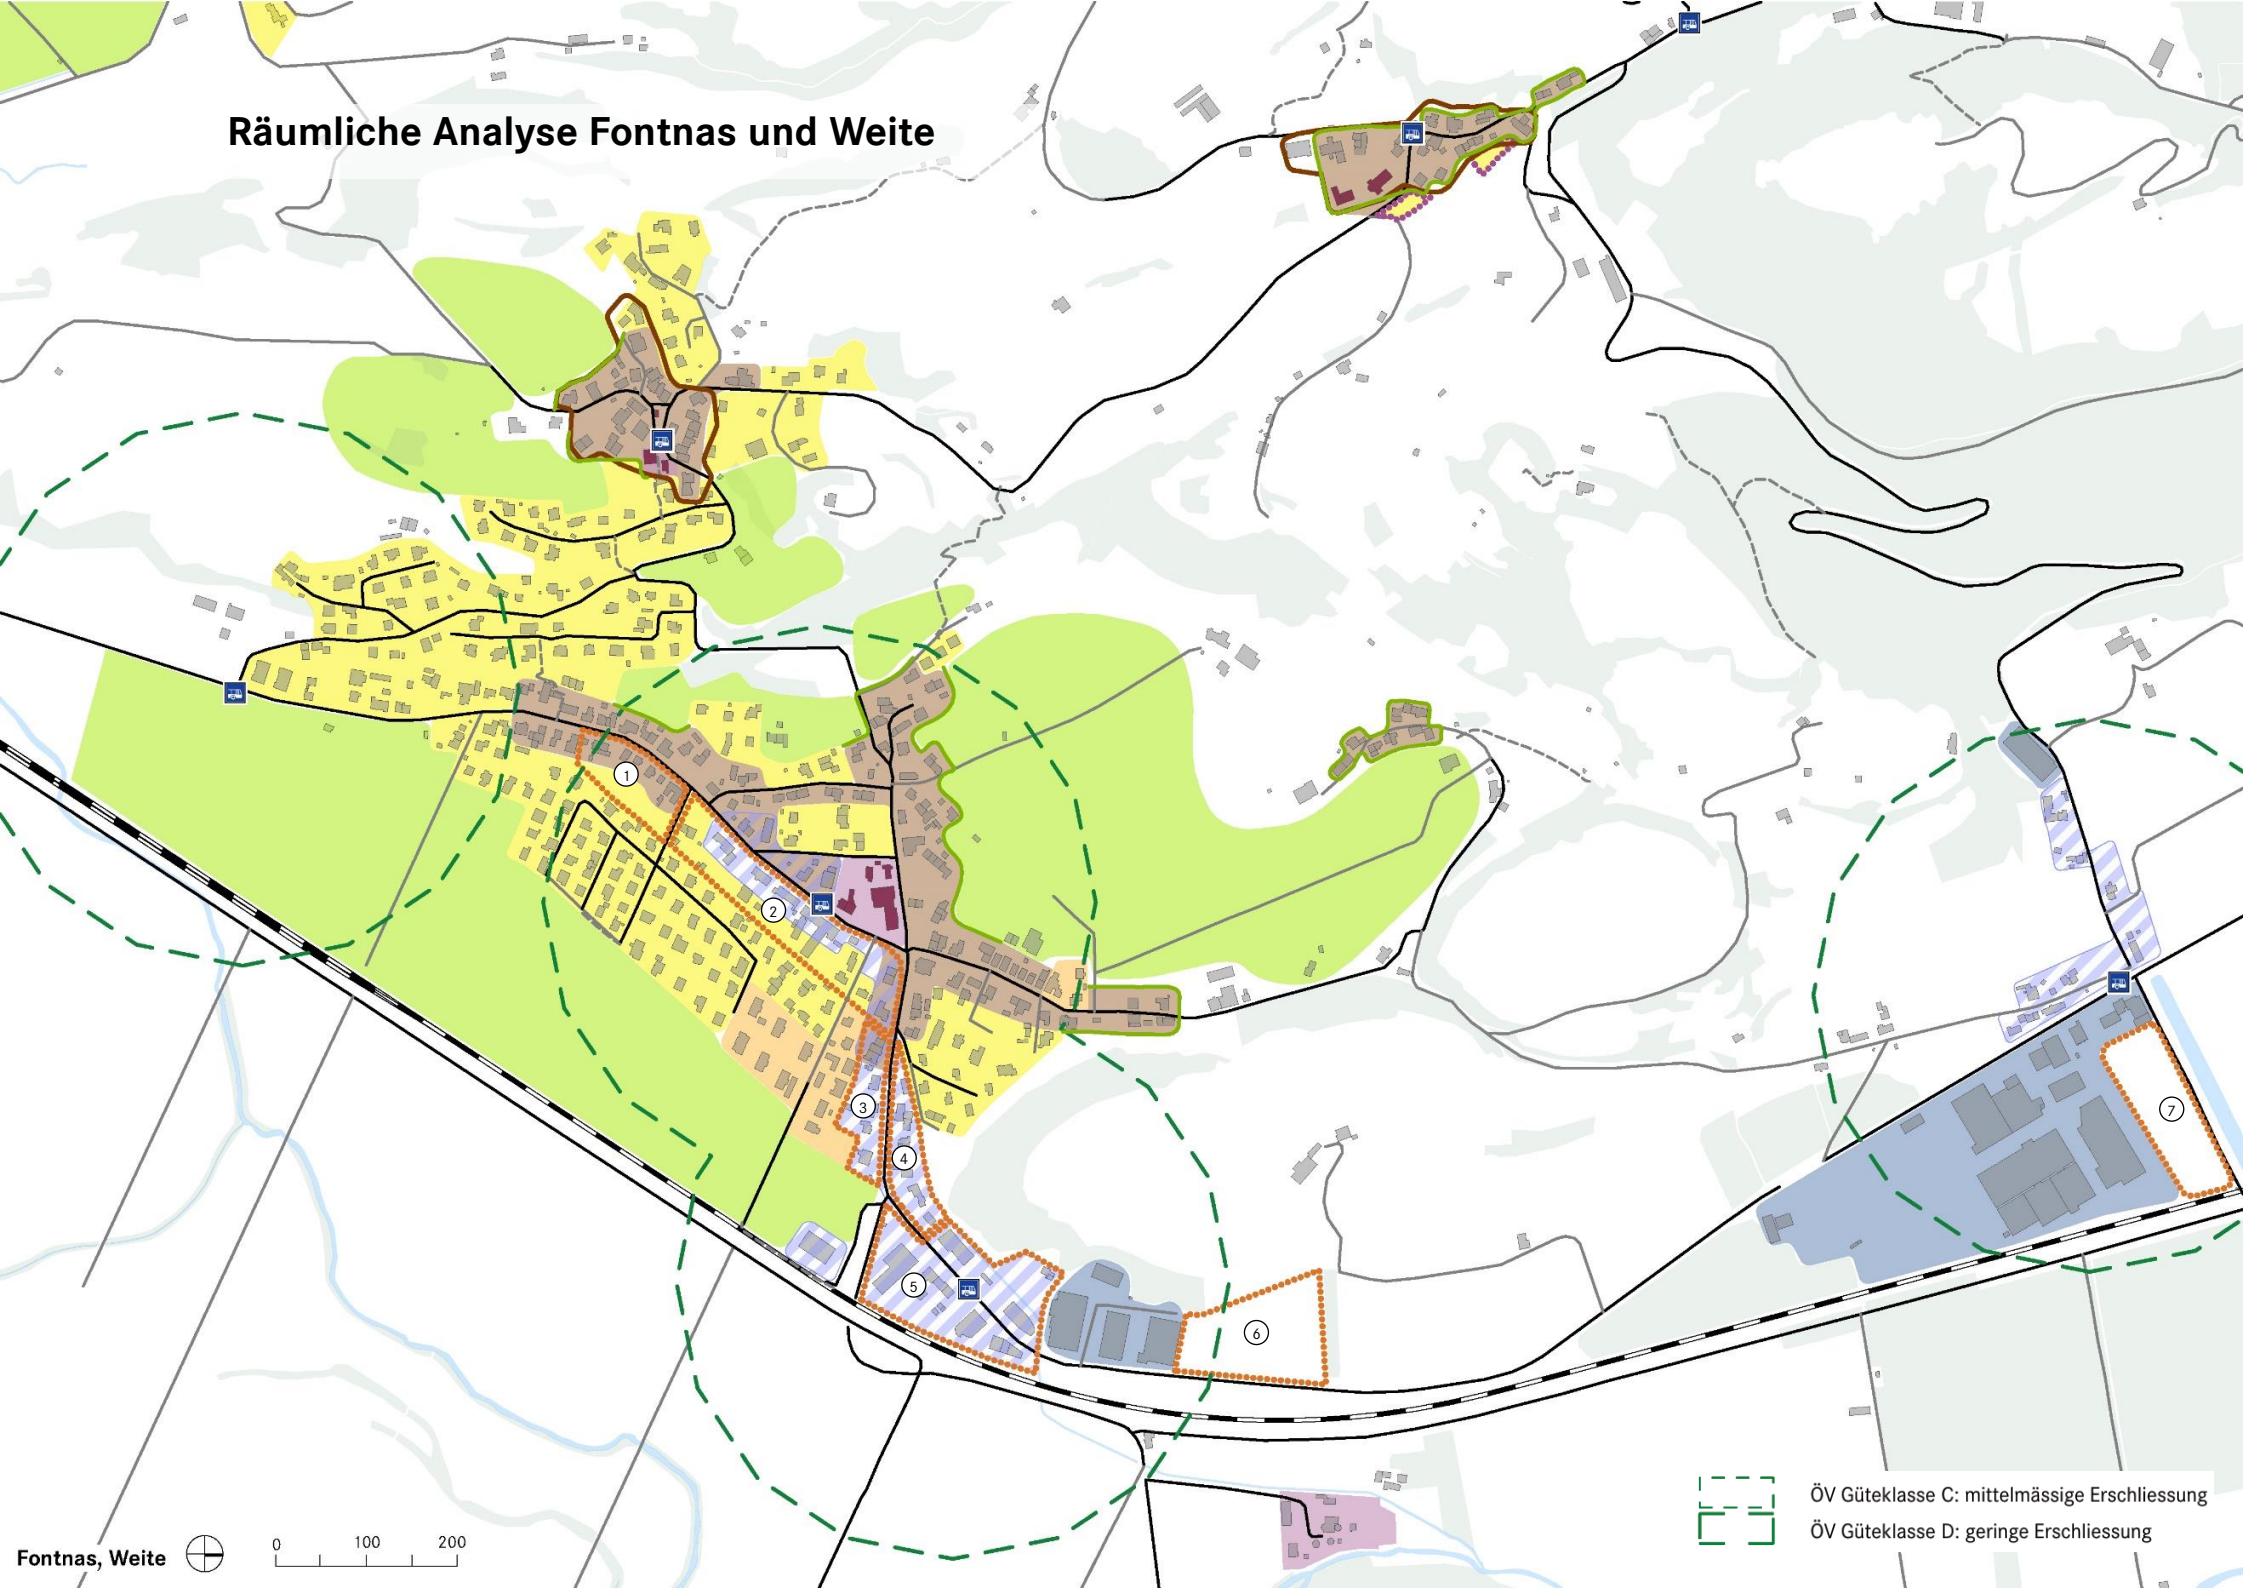 Räumliche Analyse Fontnas und Weite
1
2
3
4
5
6
7
ÖV Güteklasse C: mittelmässige Erschliessung
ÖV Güteklasse D: geringe Erschliessung
Fontnas, Weite
0 100 200